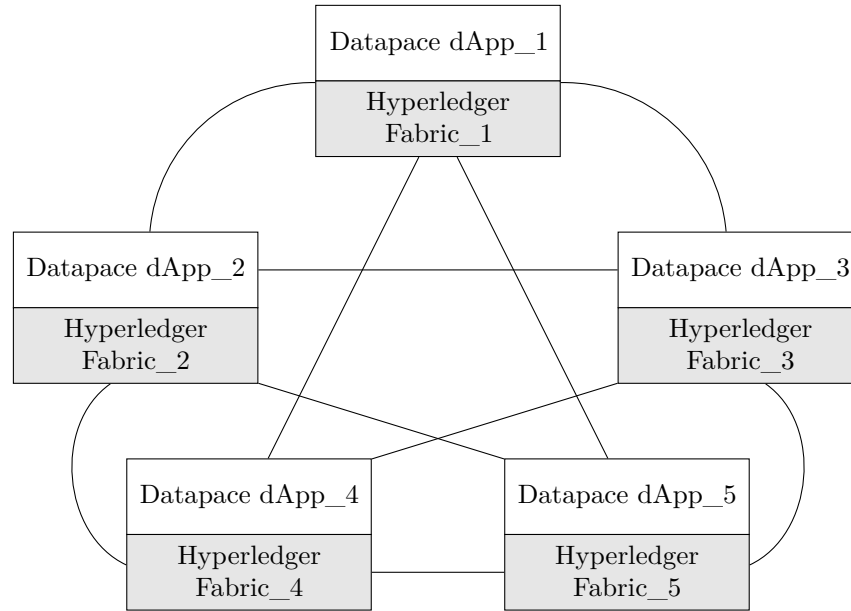 Datapace dApp_1
Hyperledger
Fabric_1
Datapace dApp_2
Hyperledger
Fabric_2
Datapace dApp_3
Hyperledger
Fabric_3
Datapace dApp_4
Hyperledger
Fabric_4
Datapace dApp_5
Hyperledger
Fabric_5